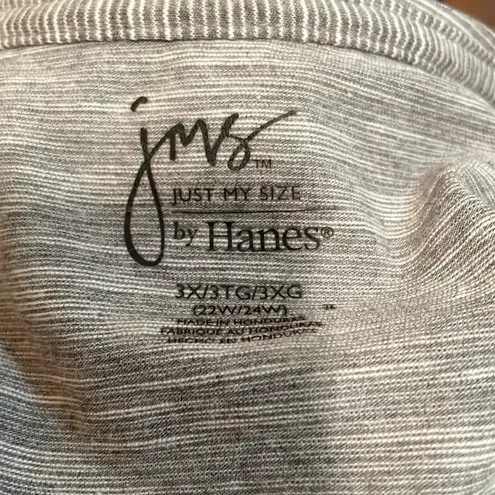 jms™
JUST MY SIZE
by Hanes®
3X/3TG/3XG
(22W/24W)
MADE IN HONDURAS
FABRIQUÉ AU HONDURAS
HECHO EN HONDURAS